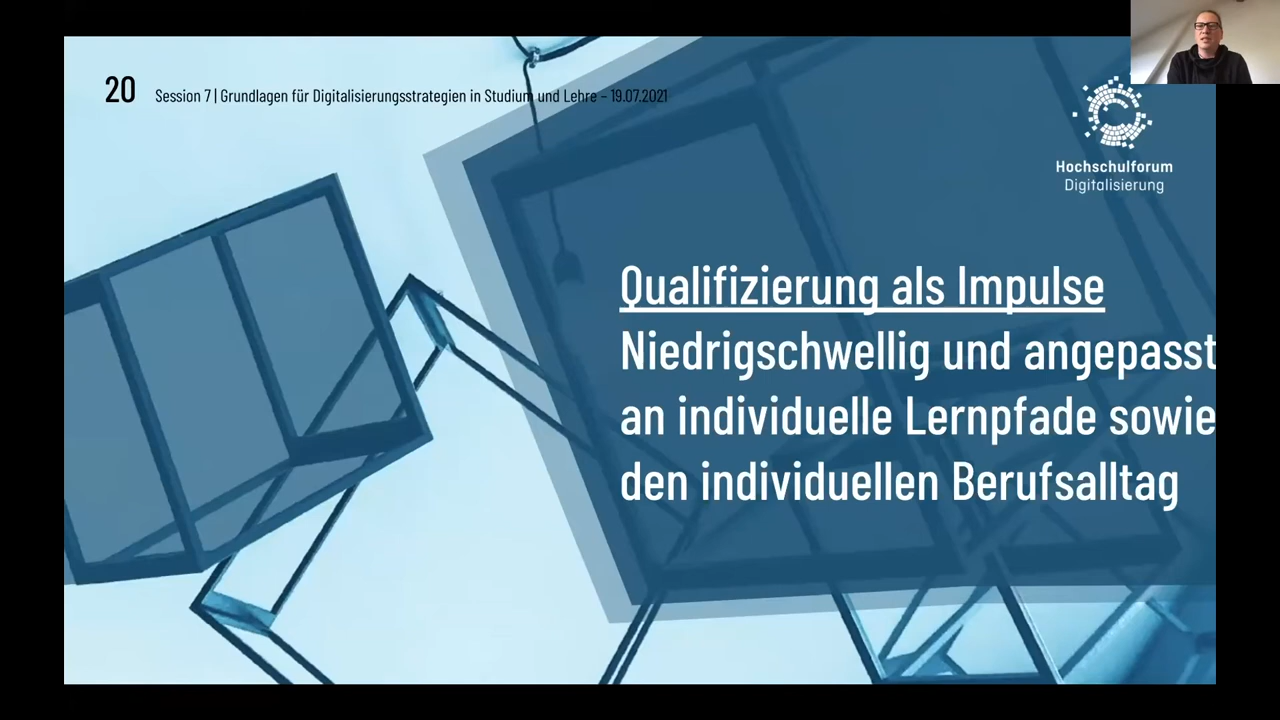 20 Session 7 | Grundlagen für Digitalisierungsstrategien in Studium und Lehre – 19.07.2021
Hochschulforum
Digitalisierung
Qualifizierung als Impulse
Niedrigschwellig und angepasst
an individuelle Lernpfade sowie
den individuellen Berufsalltag